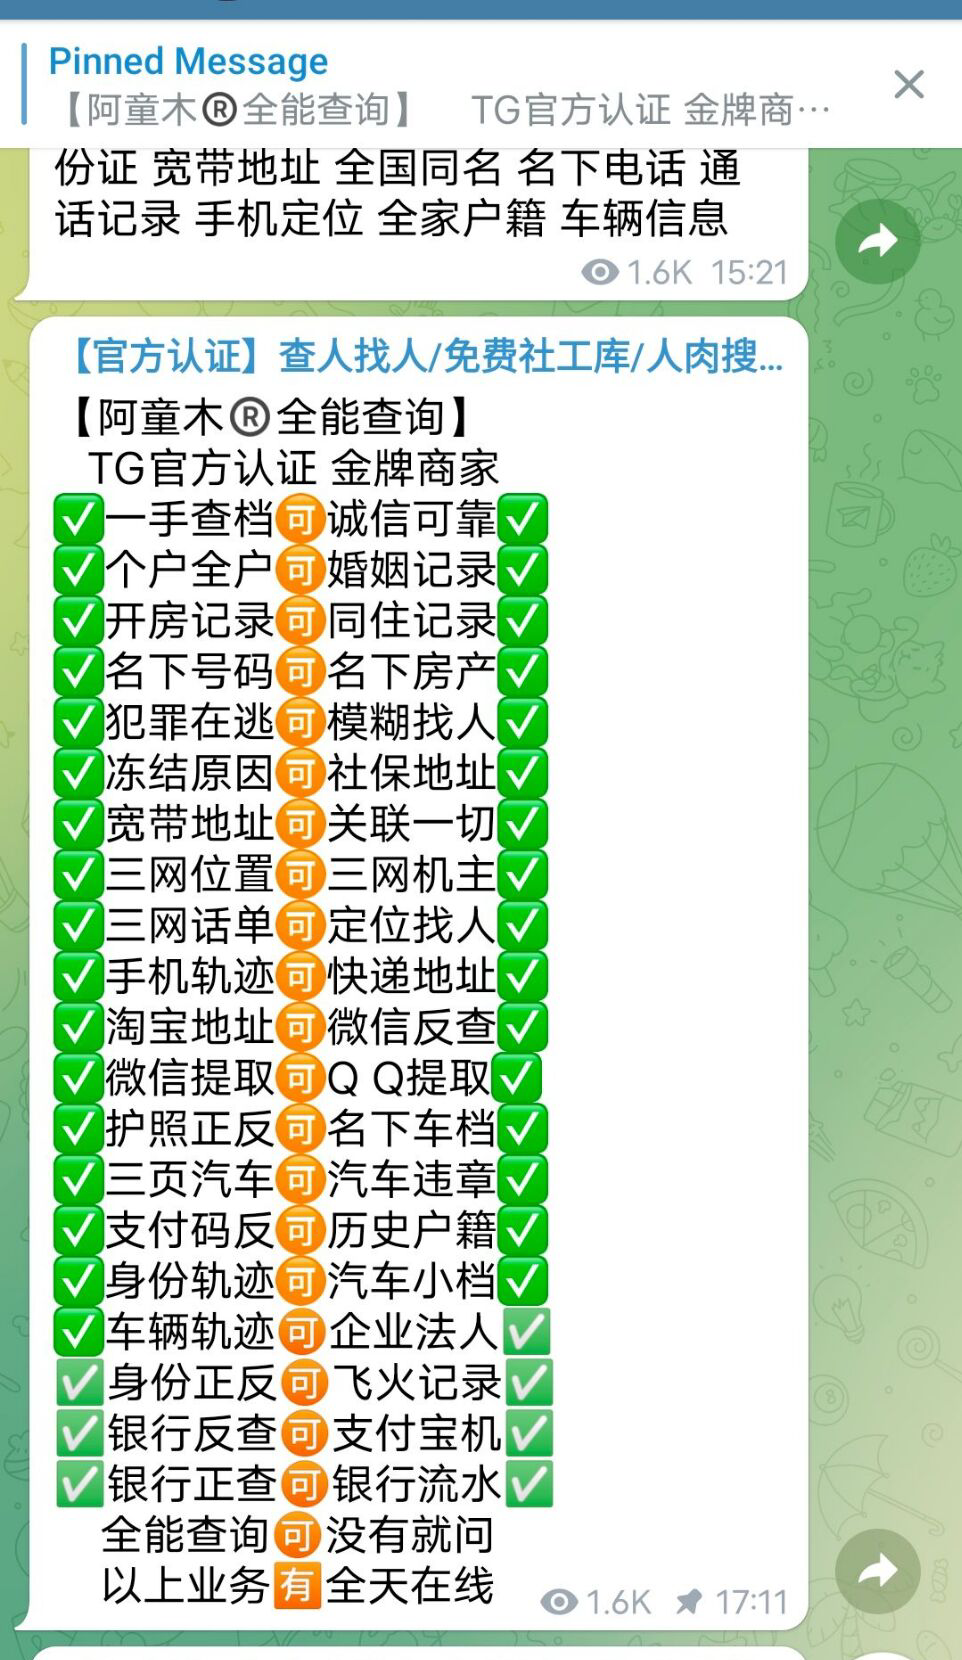 Pinned Message
【阿童木®全能查询】 TG官方认证 金牌商…
份证 宽带地址 全国同名 名下电话 通
话记录 手机定位 全家户籍 车辆信息
1.6K 15:21
【官方认证】查人找人/免费社工库/人肉搜...
【阿童木®全能查询】
TG官方认证 金牌商家
✅一手查档🉑诚信可靠✅
✅个户全户🉑婚姻记录✅
✅开房记录🉑同住记录✅
✅名下号码🉑名下房产✅
✅犯罪在逃🉑模糊找人✅
✅冻结原因🉑社保地址✅
✅宽带地址🉑关联一切✅
✅三网位置🉑三网机主✅
✅三网话单🉑定位找人✅
✅手机轨迹🉑快递地址✅
✅淘宝地址🉑微信反查✅
✅微信提取🉑Q Q提取✅
✅护照正反🉑名下车档✅
✅三页汽车🉑汽车违章✅
✅支付码反🉑历史户籍✅
✅身份轨迹🉑汽车小档✅
✅车辆轨迹🉑企业法人✅
✅身份正反🉑飞火记录✅
✅银行反查🉑支付宝机✅
✅银行正查🉑银行流水✅
全能查询🉑没有就问
以上业务🈶全天在线
1.6K 17:11